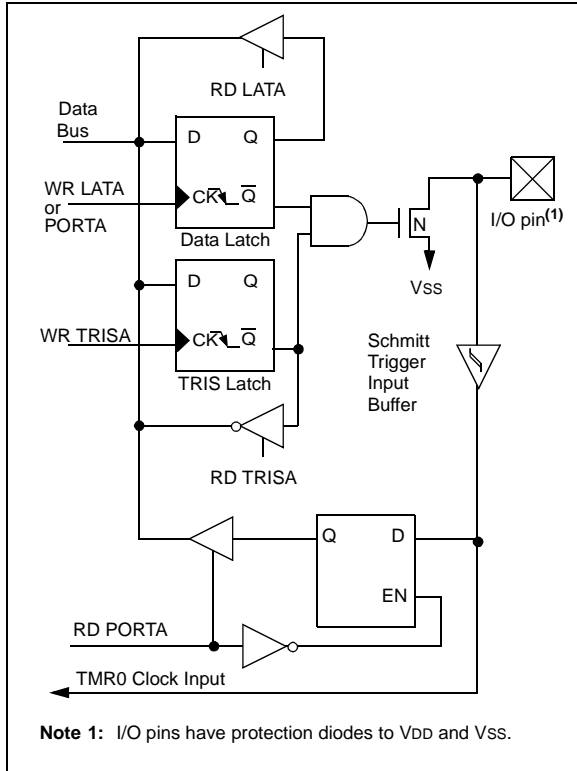 RD LATA
Data
Bus
D Q
WR LATA
or
PORTA
CK Q
Data Latch
N
I/O pin(1)
VSS
D Q
WR TRISA
CK Q
TRIS Latch
Schmitt
Trigger
Input
Buffer
RD TRISA
Q D
EN
RD PORTA
TMR0 Clock Input
Note 1: I/O pins have protection diodes to VDD and VSS.